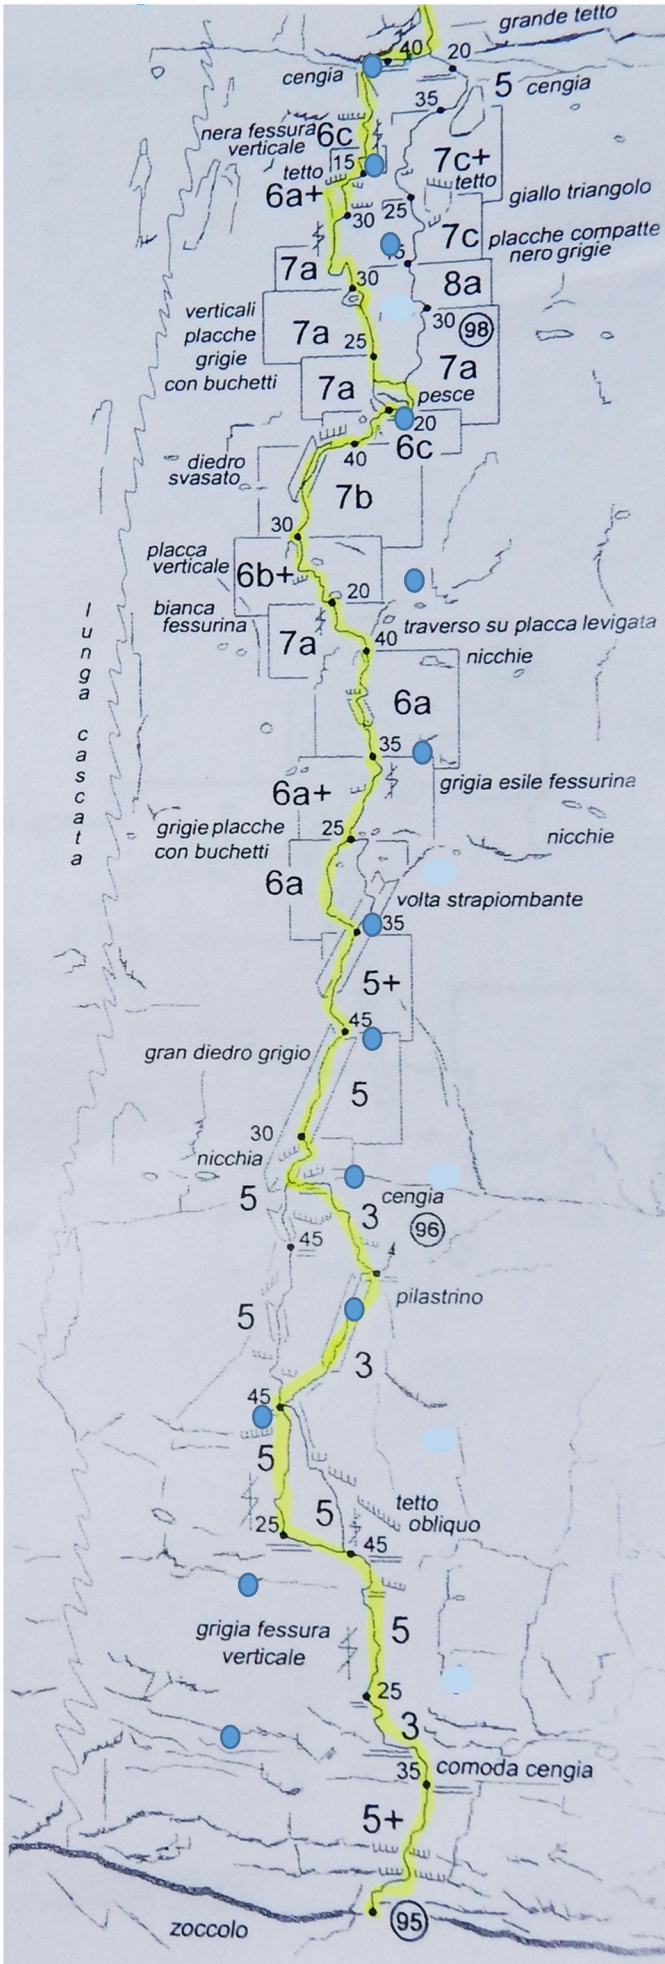 grande tetto
40
20
cengia
5 cengia
35
nera fessura 6c
verticale
15
7c+
tetto
tetto
6a+
giallo triangolo
30
25
7c placche compatte
nero grigie
7a
30
8a
verticali
placche
grigie
con buchetti
7a
30
98
25
7a
7a
pesce
20
6c
40
diedro
svasato
7b
30
placca
verticale
6b+
20
bianca
fessurina
7a
traverso su placca levigata
40
nicchie
6a
35
6a+
grigia esile fessurina
grigie placche
con buchetti
25
nicchie
6a
volta strapiombante
35
5+
45
gran diedro grigio
5
30
nicchia
5
cengia
3
96
45
pilastrino
5
3
45
5
5
tetto
obliquo
25
45
grigia fessura
verticale
5
25
3
35 comoda cengia
5+
zoccolo
95
lunga cascata